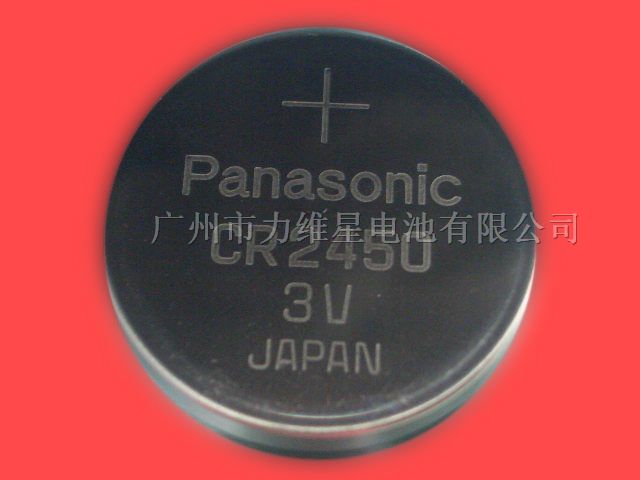 +
Panasonic
广州市力维星电池有限公司
CR2450
3V
JAPAN